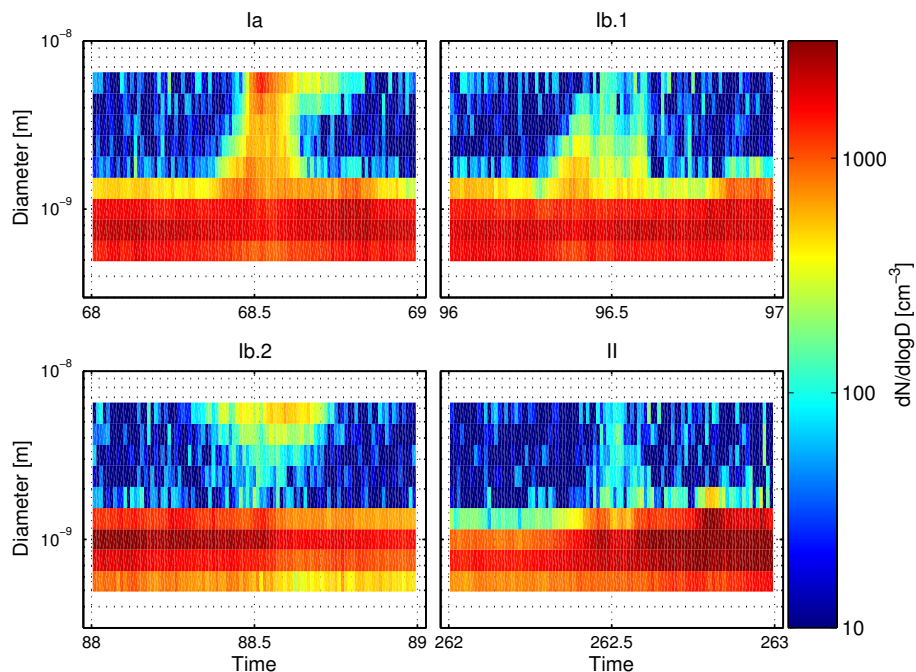 Ia
Ib.1
10⁻⁸
Diameter [m]
10⁻⁹
68
68.5
69
96
96.5
97
Ib.2
II
10⁻⁸
Diameter [m]
10⁻⁹
88
88.5
89
262
262.5
263
Time
Time
1000
100
10
dN/dlogD [cm⁻³]